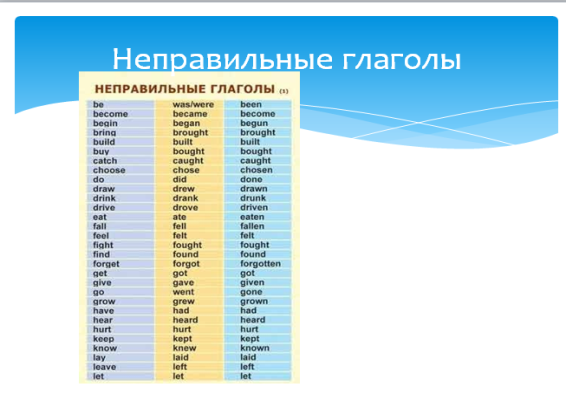 Неправильные глаголы
НЕПРАВИЛЬНЫЕ ГЛАГОЛЫ (1)
be was/were been
become became become
begin began begun
bring brought brought
build built built
buy bought bought
catch caught caught
choose chose chosen
do did done
draw drew drawn
drink drank drunk
drive drove driven
eat ate eaten
fall fell fallen
feel felt felt
fight fought fought
find found found
forget forgot forgotten
get got got
give gave given
go went gone
grow grew grown
have had had
hear heard heard
hurt hurt hurt
keep kept kept
know knew known
lay laid laid
leave left left
let let let